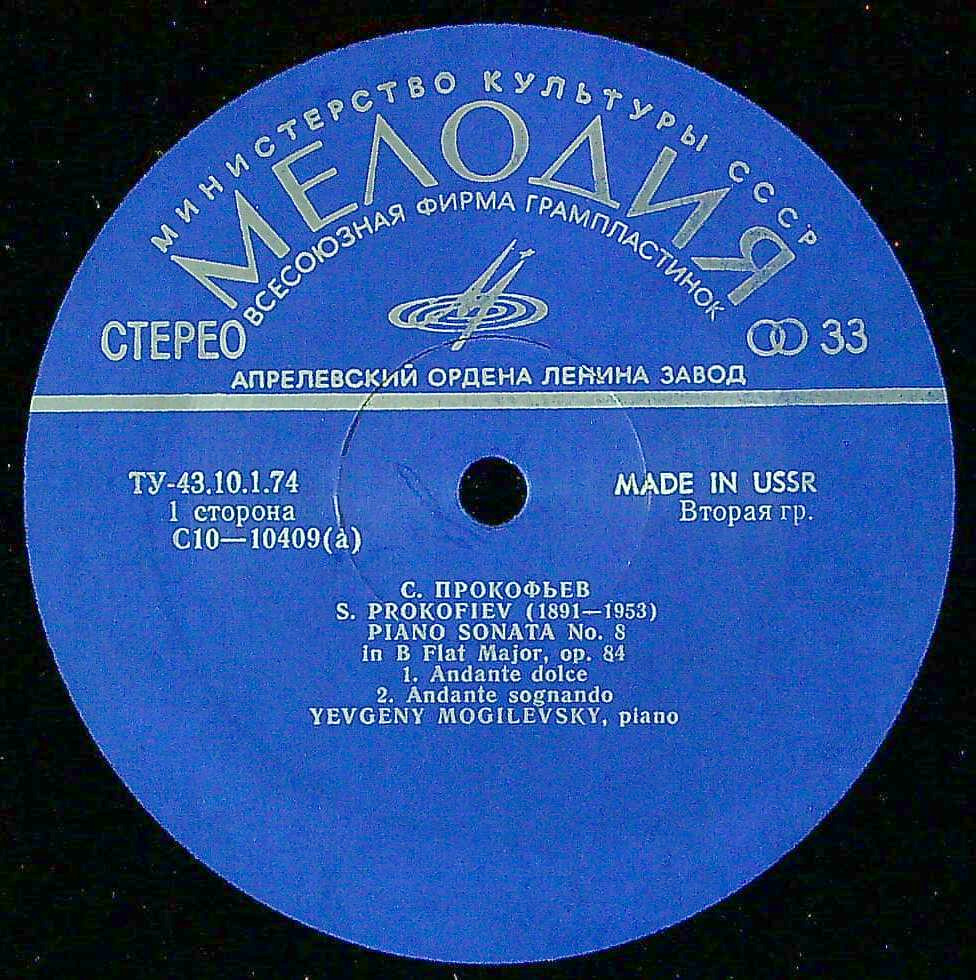 МИНИСТЕРСТВО КУЛЬТУРЫ СССР
МЕЛОДИЯ
ВСЕСОЮЗНАЯ ФИРМА ГРАМПЛАСТИНОК
СТЕРЕО
33
АПРЕЛЕВСКИЙ ОРДЕНА ЛЕНИНА ЗАВОД
ТУ-43.10.1.74
1 сторона
С10—10409(а)
MADE IN USSR
Вторая гр.
С. ПРОКОФЬЕВ
S. PROKOFIEV (1891—1953)
PIANO SONATA No. 8
in B Flat Major, op. 84
1. Andante dolce
2. Andante sognando
YEVGENY MOGILEVSKY, piano